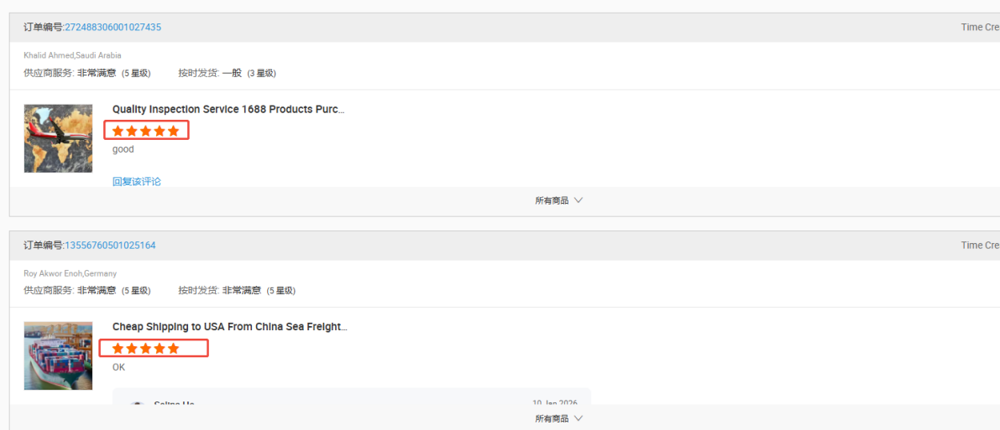 订单编号:272488306001027435 Time Cre
Khalid Ahmed,Saudi Arabia
供应商服务: 非常满意 (5 星级) 按时发货: 一般 (3 星级)
Quality Inspection Service 1688 Products Purc...
good
回复该评论
所有商品
订单编号:13556760501025164 Time Cre
Roy Akwor Enoh,Germany
供应商服务: 非常满意 (5 星级) 按时发货: 非常满意 (5 星级)
Cheap Shipping to USA From China Sea Freight...
OK
10 Jan 2026
所有商品